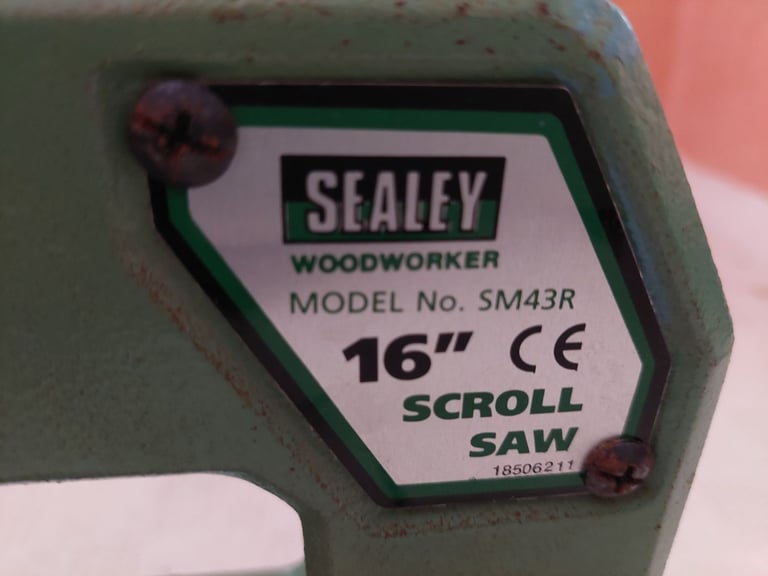 SEALEY
WOODWORKER
MODEL No. SM43R
16” CE
SCROLL
SAW
18506211